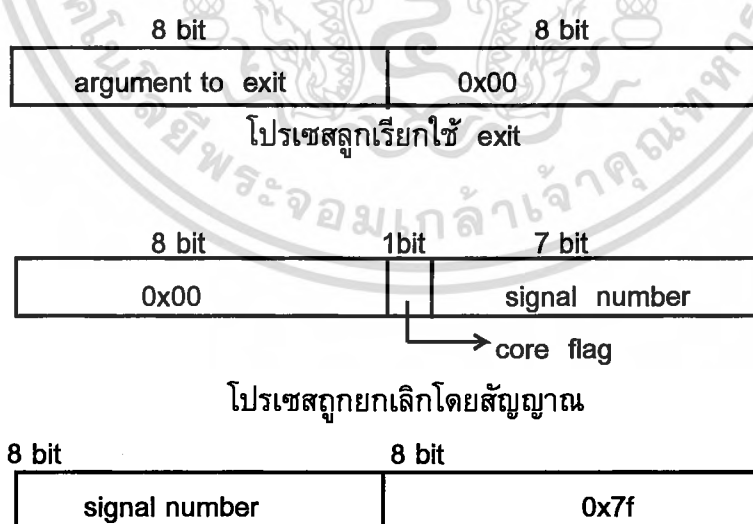 8 bit 8 bit
argument to exit 0x00
โปรเซสลูกเรียกใช้ exit
8 bit 1bit 7 bit
0x00 signal number
core flag
โปรเซสถูกยกเลิกโดยสัญญาณ
8 bit 8 bit
signal number 0x7f